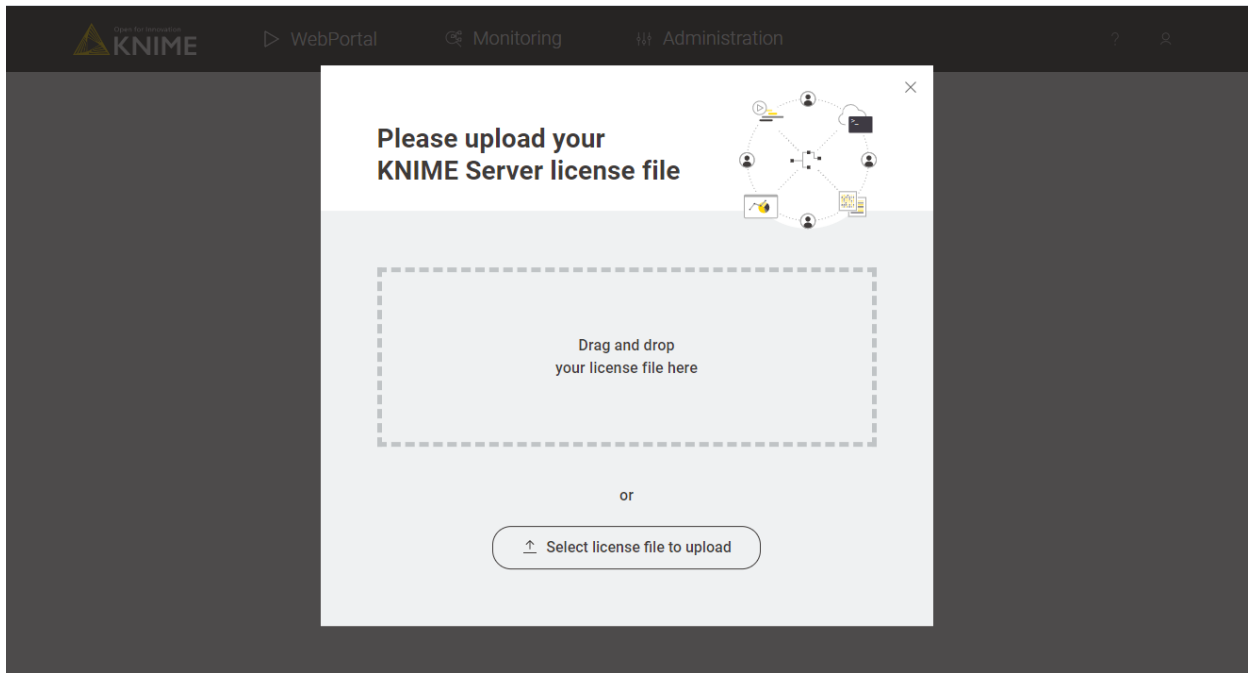 Open for Innovation
KNIME
WebPortal
Monitoring
Administration
?
Please upload your
KNIME Server license file
Drag and drop
your license file here
or
Select license file to upload